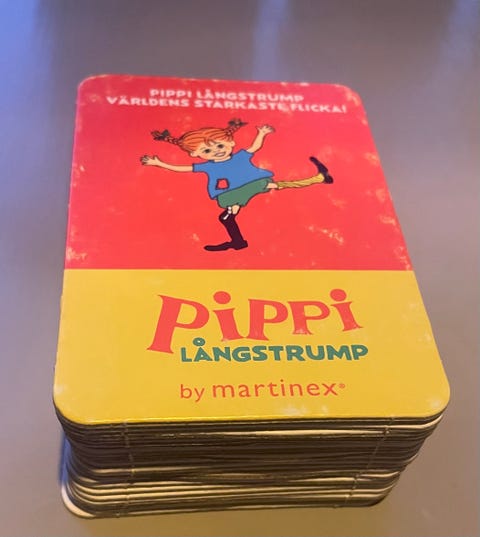 PIPPI LÅNGSTRUMP
VÄRLDENS STARKASTE FLICKA!
PiPPi
LÅNGSTRUMP
by martinex®